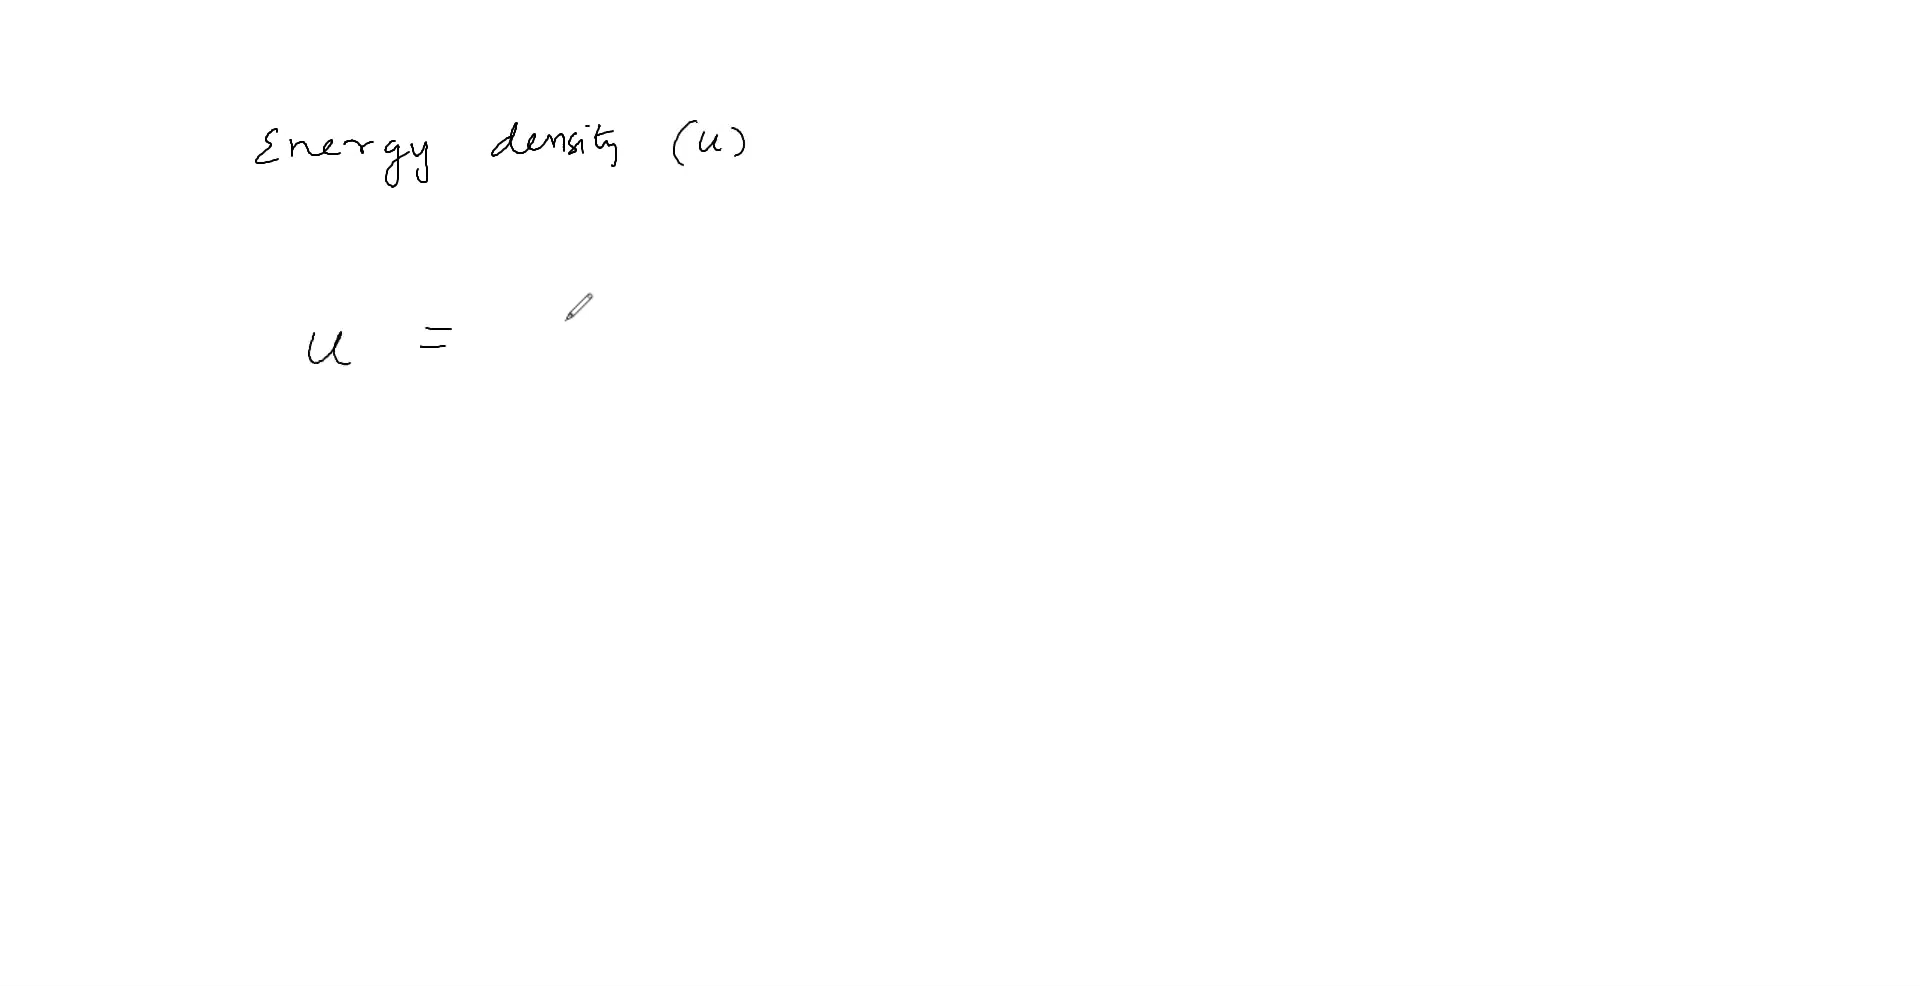 Energy density (u)
u =